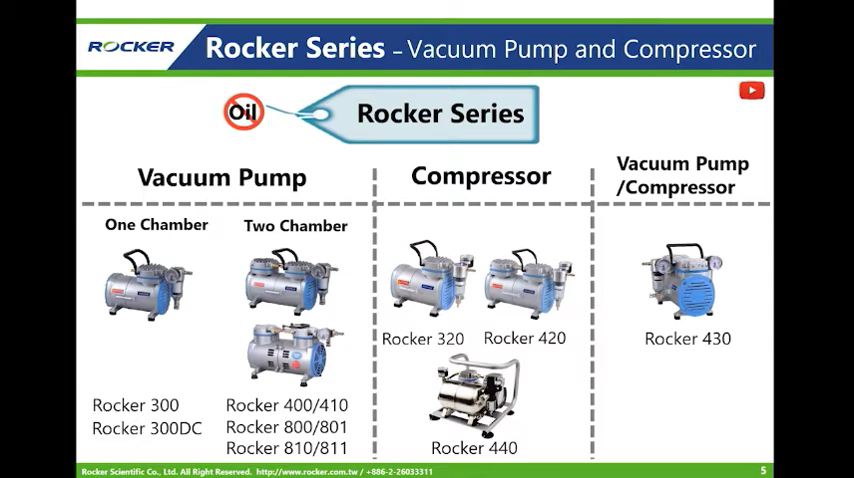 ROCKER
Rocker Series – Vacuum Pump and Compressor
Oil
Rocker Series
Vacuum Pump
Compressor
Vacuum Pump
/Compressor
One Chamber
Two Chamber
Rocker 320
Rocker 420
Rocker 430
Rocker 300
Rocker 300DC
Rocker 400/410
Rocker 800/801
Rocker 810/811
Rocker 440
Rocker Scientific Co., Ltd. All Right Reserved. http://www.rocker.com.tw / +886-2-26033311
5